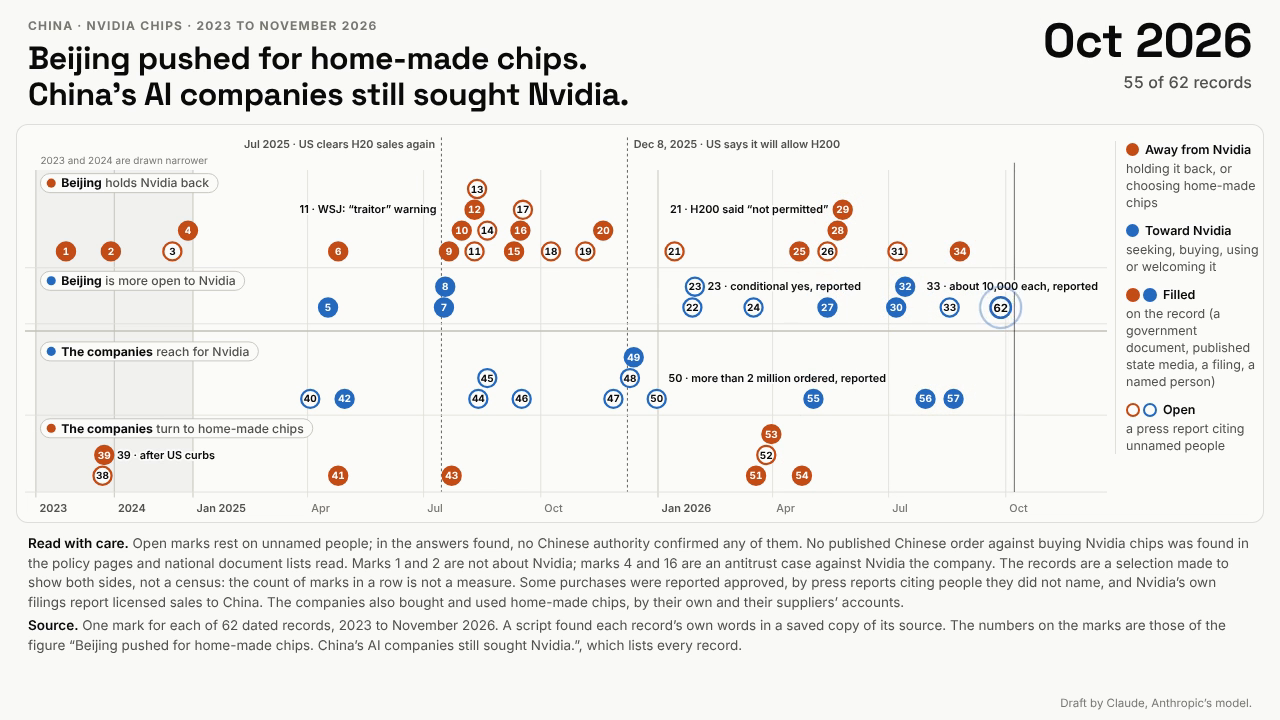 CHINA · NVIDIA CHIPS · 2023 TO NOVEMBER 2026
Beijing pushed for home-made chips.
China's AI companies still sought Nvidia.
Oct 2026
55 of 62 records
Jul 2025 · US clears H20 sales again
Dec 8, 2025 · US says it will allow H200
2023 and 2024 are drawn narrower
Beijing holds Nvidia back
13
11 · WSJ: “traitor” warning
12
17
21 · H200 said “not permitted”
29
4
10
14
16
20
28
1
2
3
6
9
11
15
18
19
21
25
26
31
34
Beijing is more open to Nvidia
8
23
23 · conditional yes, reported
32
33 · about 10,000 each, reported
5
7
22
24
27
30
33
62
The companies reach for Nvidia
49
45
48
50 · more than 2 million ordered, reported
40
42
44
46
47
50
55
56
57
The companies turn to home-made chips
53
39
39 · after US curbs
52
38
41
43
51
54
2023
2024
Jan 2025
Apr
Jul
Oct
Jan 2026
Apr
Jul
Oct
Away from Nvidia
holding it back, or
choosing home-made
chips
Toward Nvidia
seeking, buying, using
or welcoming it
Filled
on the record (a
government
document, published
state media, a filing, a
named person)
Open
a press report citing
unnamed people
Read with care. Open marks rest on unnamed people; in the answers found, no Chinese authority confirmed any of them. No published Chinese order against buying Nvidia chips was found in
the policy pages and national document lists read. Marks 1 and 2 are not about Nvidia; marks 4 and 16 are an antitrust case against Nvidia the company. The records are a selection made to
show both sides, not a census: the count of marks in a row is not a measure. Some purchases were reported approved, by press reports citing people they did not name, and Nvidia’s own
filings report licensed sales to China. The companies also bought and used home-made chips, by their own and their suppliers’ accounts.
Source. One mark for each of 62 dated records, 2023 to November 2026. A script found each record’s own words in a saved copy of its source. The numbers on the marks are those of the
figure “Beijing pushed for home-made chips. China’s AI companies still sought Nvidia.”, which lists every record.
Draft by Claude, Anthropic’s model.